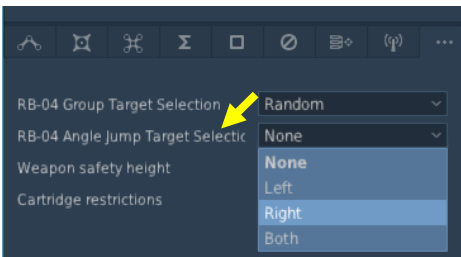 RB-04 Group Target Selection Random
RB-04 Angle Jump Target Selectic None
Weapon safety height None
Left
Cartridge restrictions Right
Both